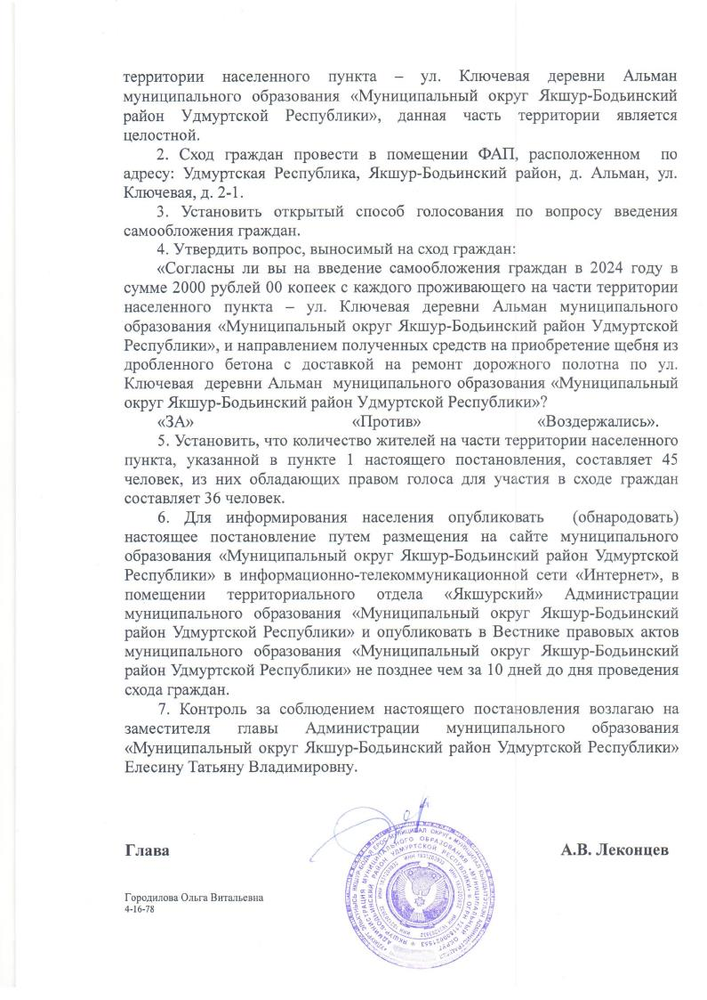 территории населенного пункта – ул. Ключевая деревни Альман
муниципального образования «Муниципальный округ Якшур-Бодьинский
район Удмуртской Республики», данная часть территории является
целостной.
2. Сход граждан провести в помещении ФАП, расположенном по
адресу: Удмуртская Республика, Якшур-Бодьинский район, д. Альман, ул.
Ключевая, д. 2-1.
3. Установить открытый способ голосования по вопросу введения
самообложения граждан.
4. Утвердить вопрос, выносимый на сход граждан:
«Согласны ли вы на введение самообложения граждан в 2024 году в
сумме 2000 рублей 00 копеек с каждого проживающего на части территории
населенного пункта – ул. Ключевая деревни Альман муниципального
образования «Муниципальный округ Якшур-Бодьинский район Удмуртской
Республики», и направлением полученных средств на приобретение щебня из
дробленного бетона с доставкой на ремонт дорожного полотна по ул.
Ключевая деревни Альман муниципального образования «Муниципальный
округ Якшур-Бодьинский район Удмуртской Республики»?
«ЗА» «Против» «Воздержались».
5. Установить, что количество жителей на части территории населенного
пункта, указанной в пункте 1 настоящего постановления, составляет 45
человек, из них обладающих правом голоса для участия в сходе граждан
составляет 36 человек.
6. Для информирования населения опубликовать (обнародовать)
настоящее постановление путем размещения на сайте муниципального
образования «Муниципальный округ Якшур-Бодьинский район Удмуртской
Республики» в информационно-телекоммуникационной сети «Интернет», в
помещении территориального отдела «Якшурский» Администрации
муниципального образования «Муниципальный округ Якшур-Бодьинский
район Удмуртской Республики» и опубликовать в Вестнике правовых актов
муниципального образования «Муниципальный округ Якшур-Бодьинский
район Удмуртской Республики» не позднее чем за 10 дней до дня проведения
схода граждан.
7. Контроль за соблюдением настоящего постановления возлагаю на
заместителя главы Администрации муниципального образования
«Муниципальный округ Якшур-Бодьинский район Удмуртской Республики»
Елесину Татьяну Владимировну.
Глава А.В. Леконцев
Городилова Ольга Витальевна
4-16-78